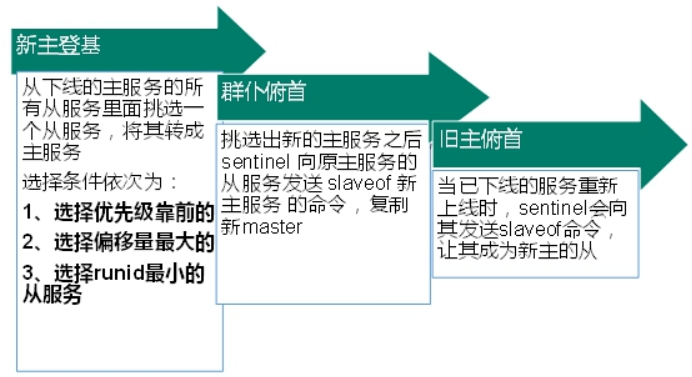 新主登基
从下线的主服务的所
有从服务里面挑选一
个从服务，将其转成
主服务
选择条件依次为：
1、选择优先级靠前的
2、选择偏移量最大的
3、选择runid最小的
从服务
群仆俯首
挑选出新的主服务之后，
sentinel 向原主服务的
从服务发送 slaveof 新
主服务 的命令，复制
新master
旧主俯首
当已下线的服务重新
上线时，sentinel会向
其发送slaveof命令，
让其成为新主的从